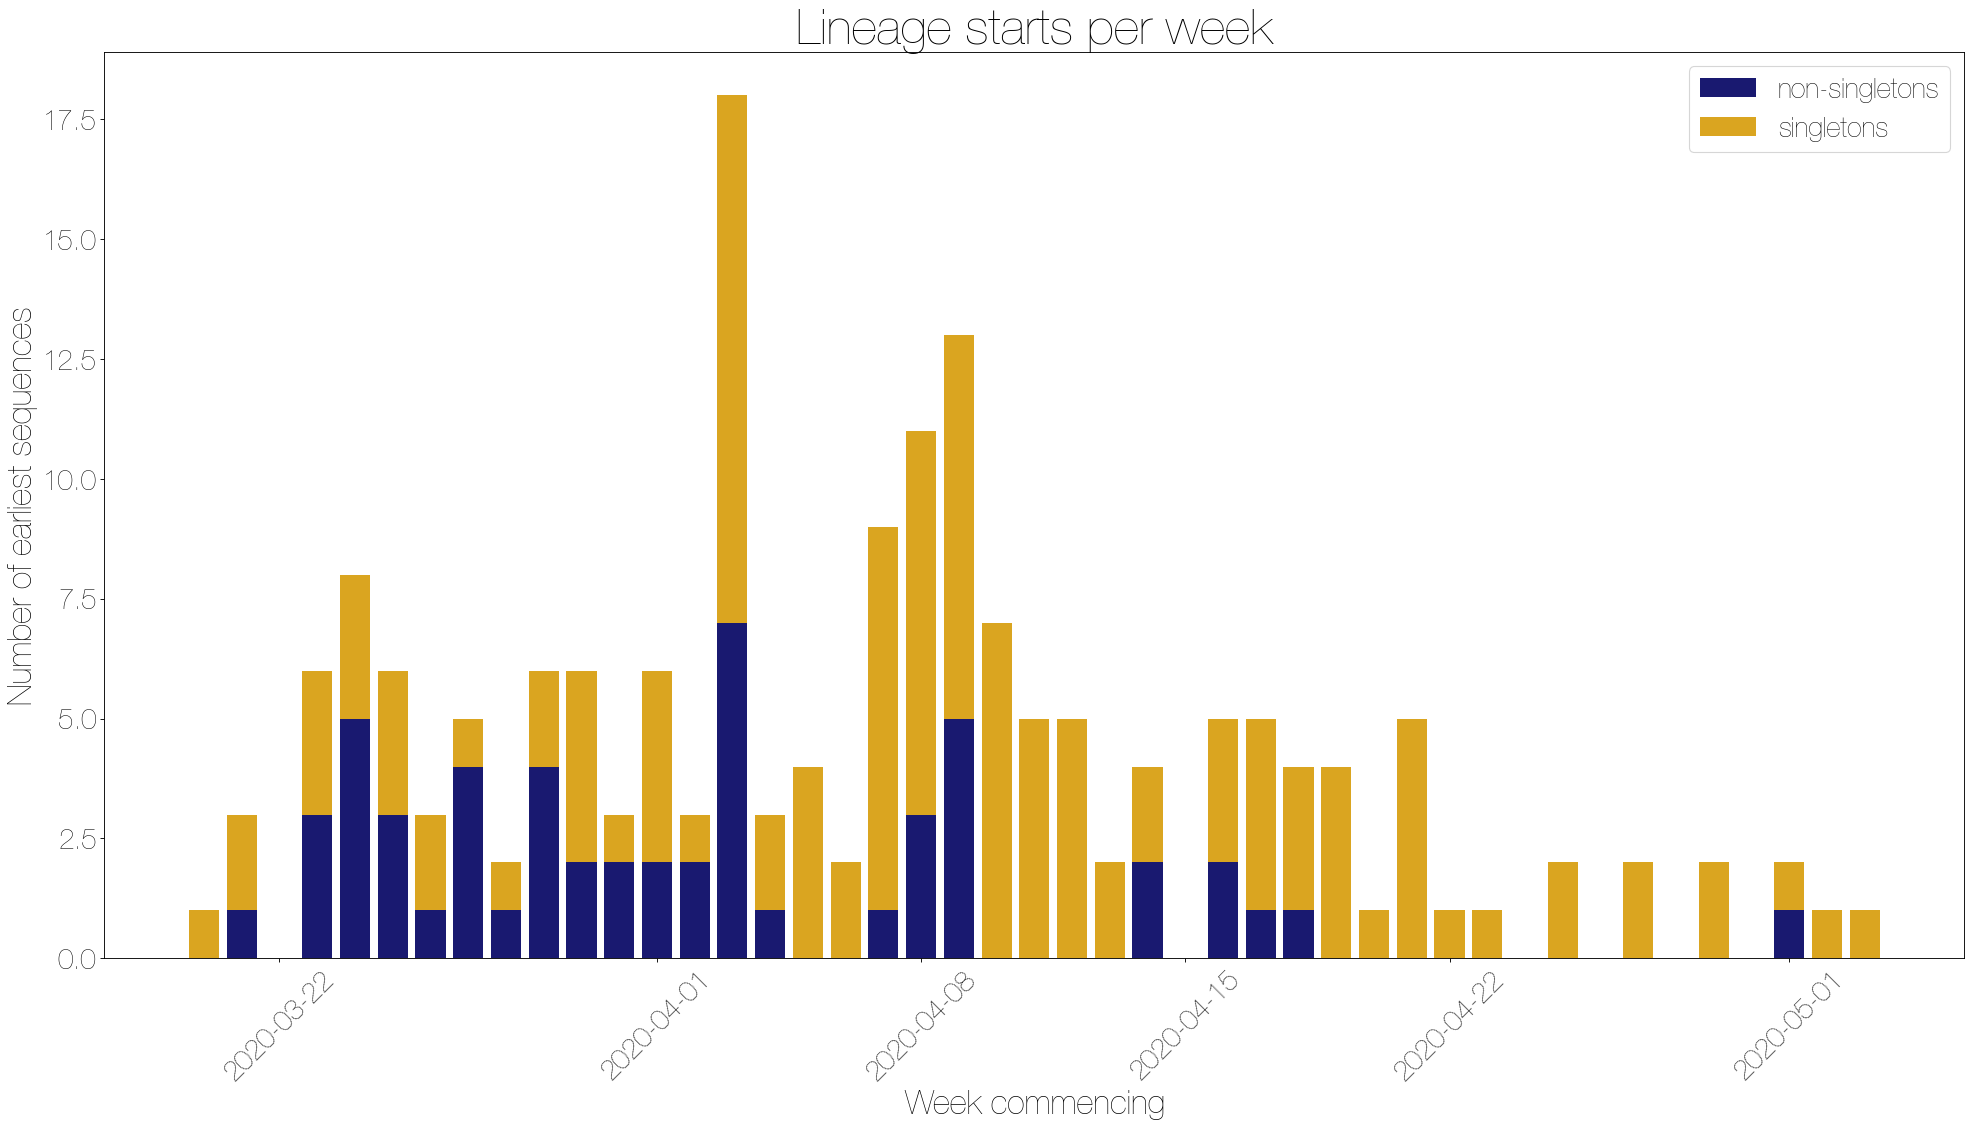 Lineage starts per week
non-singletons
singletons
Number of earliest sequences
17.5
15.0
12.5
10.0
7.5
5.0
2.5
0.0
2020-03-22
2020-04-01
2020-04-08
2020-04-15
2020-04-22
2020-05-01
Week commencing